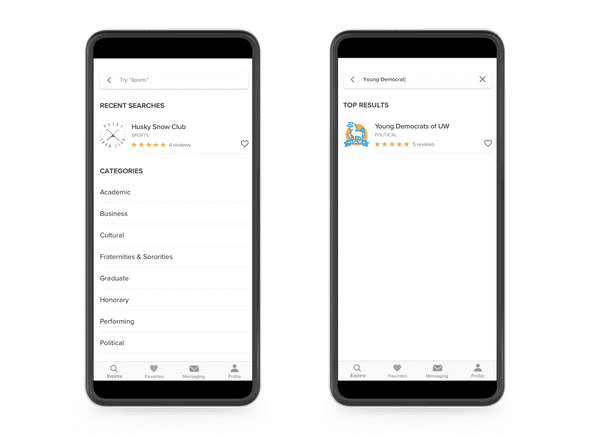 Try "Sports"
RECENT SEARCHES
Husky Snow Club
SPORTS
4 reviews
CATEGORIES
Academic
Business
Cultural
Fraternities & Sororities
Graduate
Honorary
Performing
Political
Explore
Favorites
Messaging
Profile
Young Democrat
TOP RESULTS
Young Democrats of UW
POLITICAL
5 reviews
Explore
Favorites
Messaging
Profile